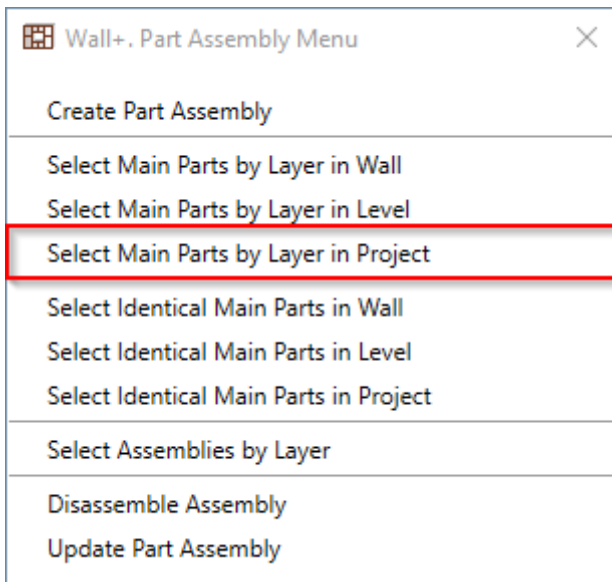 Wall+. Part Assembly Menu
Create Part Assembly
Select Main Parts by Layer in Wall
Select Main Parts by Layer in Level
Select Main Parts by Layer in Project
Select Identical Main Parts in Wall
Select Identical Main Parts in Level
Select Identical Main Parts in Project
Select Assemblies by Layer
Disassemble Assembly
Update Part Assembly